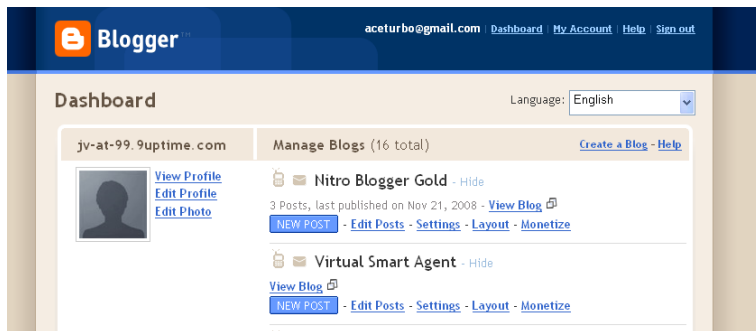 Blogger™
aceturbo@gmail.com | Dashboard | My Account | Help | Sign out
Dashboard
Language: English
jv-at-99.9uptime.com
View Profile
Edit Profile
Edit Photo
Manage Blogs (16 total)
Create a Blog - Help
Nitro Blogger Gold - Hide
3 Posts, last published on Nov 21, 2008 - View Blog
NEW POST - Edit Posts - Settings - Layout - Monetize
Virtual Smart Agent - Hide
View Blog
NEW POST - Edit Posts - Settings - Layout - Monetize